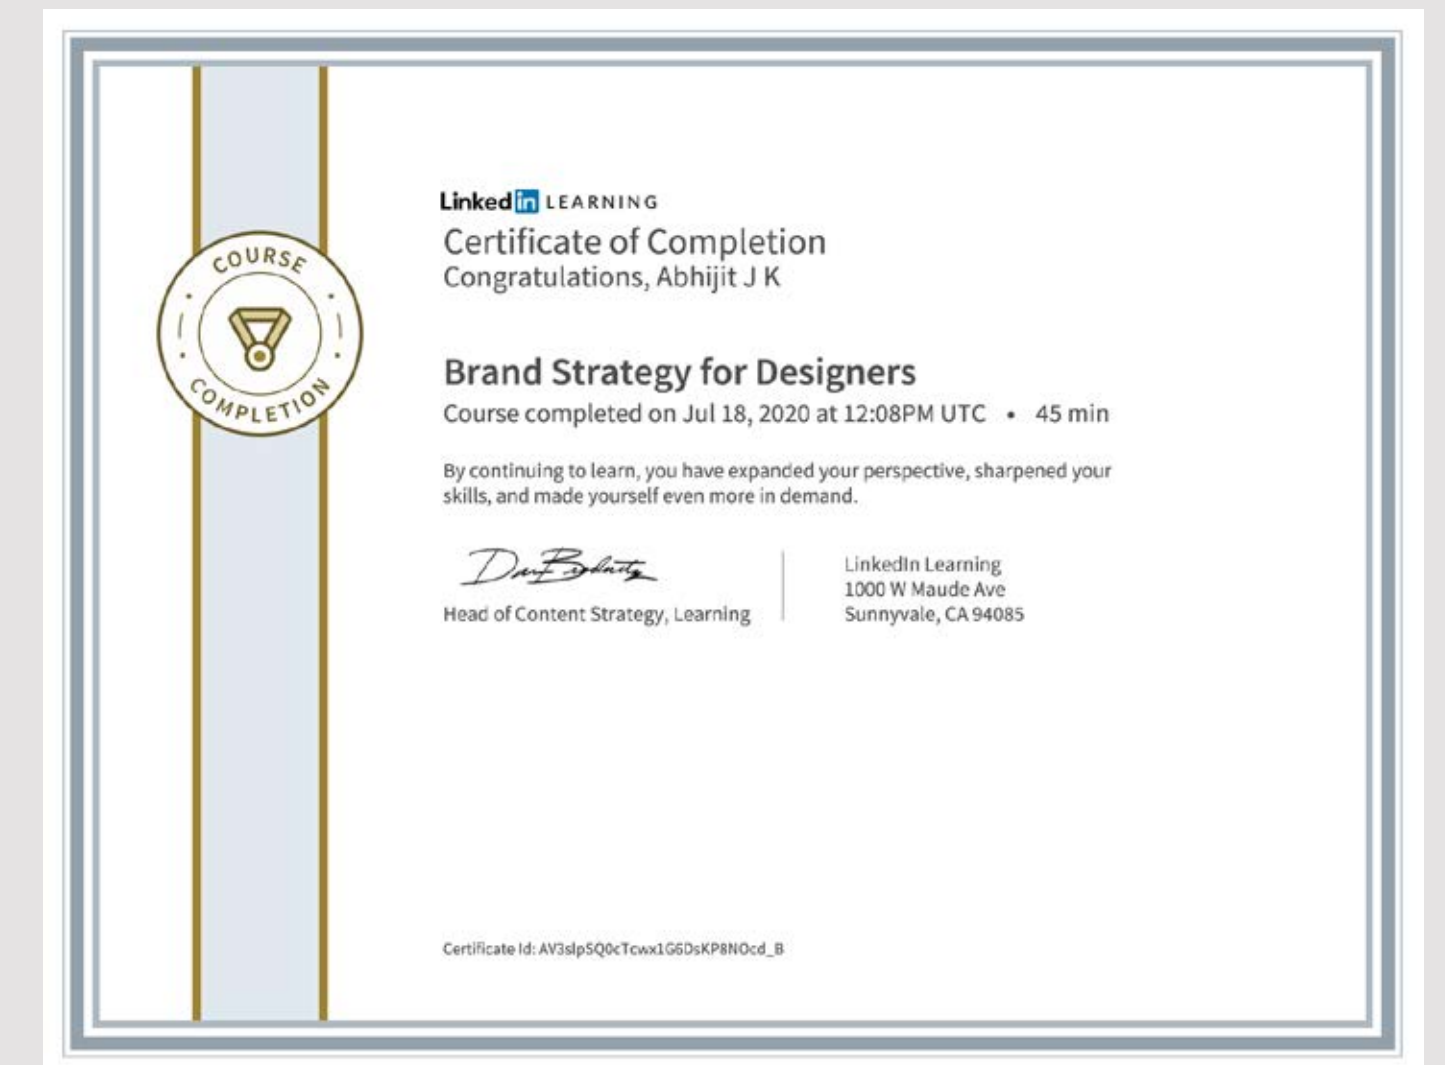 COURSE
COMPLETION
Linkedin LEARNING
Certificate of Completion
Congratulations, Abhijit J K
Brand Strategy for Designers
Course completed on Jul 18, 2020 at 12:08PM UTC • 45 min
By continuing to learn, you have expanded your perspective, sharpened your
skills, and made yourself even more in demand.
Head of Content Strategy, Learning
LinkedIn Learning
1000 W Maude Ave
Sunnyvale, CA 94085
Certificate Id: